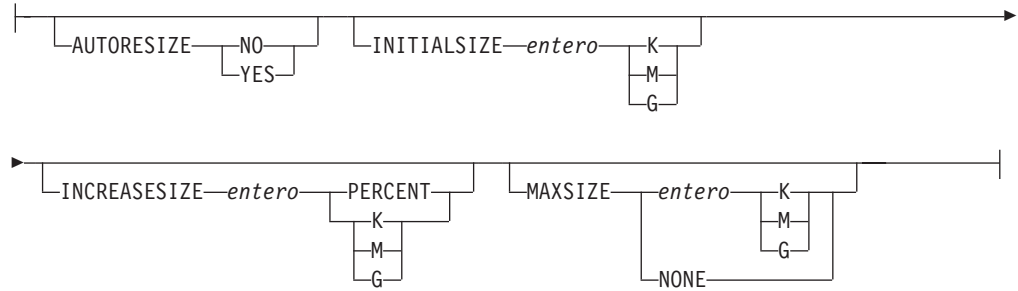 AUTORESIZE NO INITIALSIZE entero K
YES M
G
INCREASESIZE entero PERCENT MAXSIZE entero K
K M
M G
G NONE